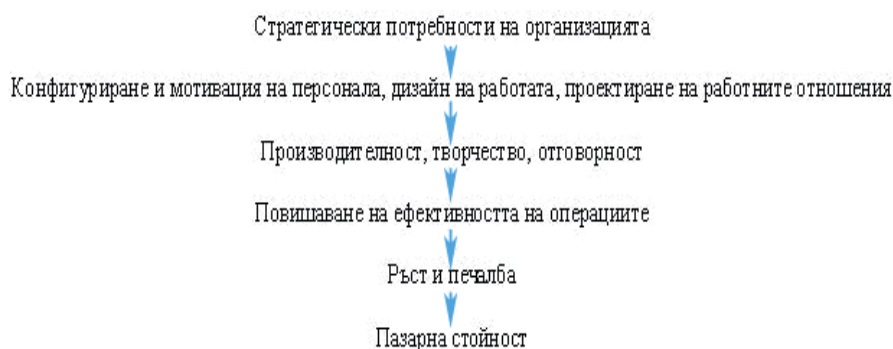 Стратегически потребности на организацията
Конфигуриране и мотивация на персонала, дизайн на работата, проектиране на работните отношения
Производителност, творчество, отговорност
Повишаване на ефективността на операциите
Ръст и печалба
Пазарна стойност